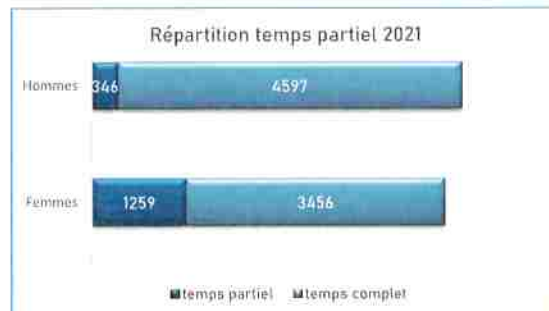 Répartition temps partiel 2021
Hommes
346
4597
Femmes
1259
3456
temps partiel
temps complet